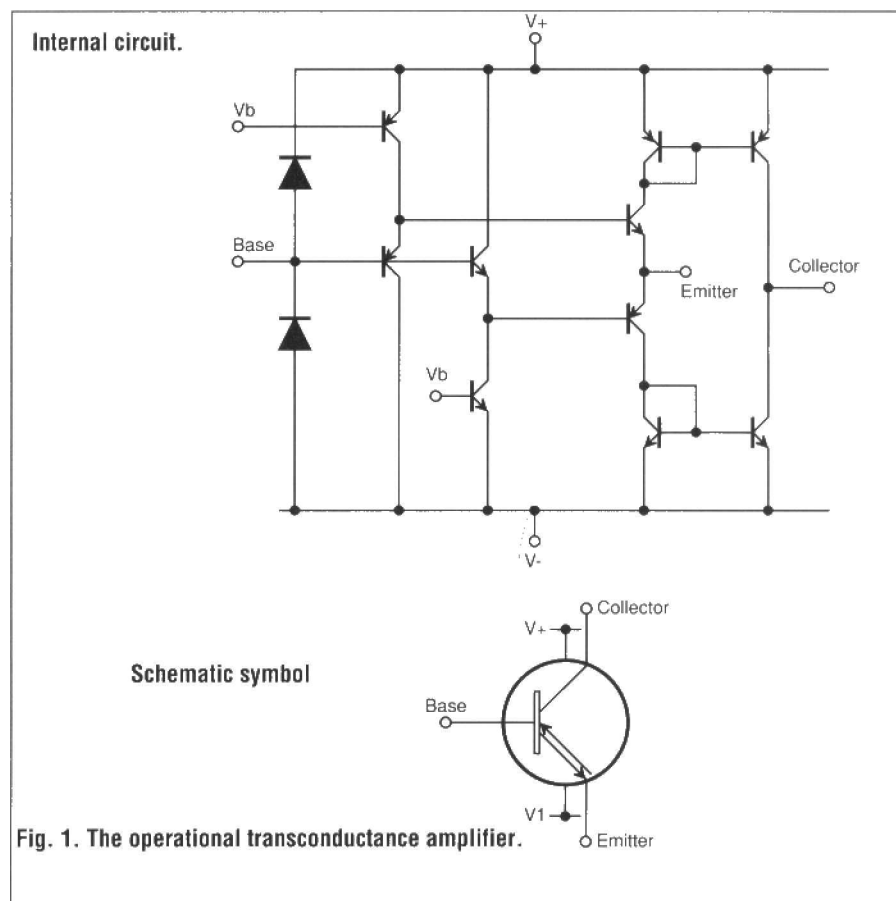 Internal circuit.
V+
Vb
Base
Emitter
Collector
Vb
V-
Collector
V+
Schematic symbol
Base
V1
Fig. 1. The operational transconductance amplifier.
Emitter